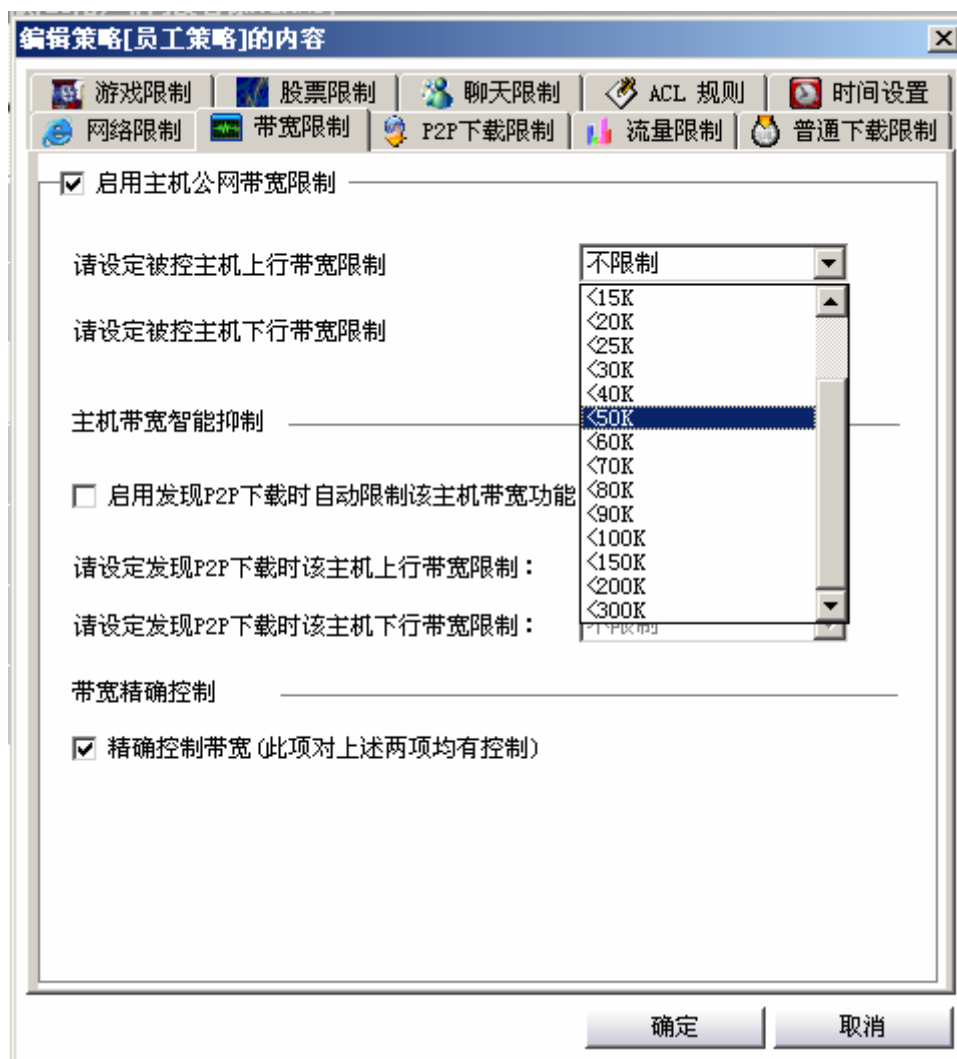 编辑策略[员工策略]的内容
游戏限制 股票限制 聊天限制 ACL 规则 时间设置
网络限制 带宽限制 P2P下载限制 流量限制 普通下载限制
启用主机公网带宽限制
请设定被控主机上行带宽限制 不限制
<15K
<20K
请设定被控主机下行带宽限制
<25K
<30K
<40K
主机带宽智能抑制
<50K
<60K
<70K
<80K
启用发现P2P下载时自动限制该主机带宽功能
<90K
<100K
请设定发现P2P下载时该主机上行带宽限制：
<150K
<200K
<300K
请设定发现P2P下载时该主机下行带宽限制： 不限制
带宽精确控制
精确控制带宽(此项对上述两项均有控制)
确定 取消